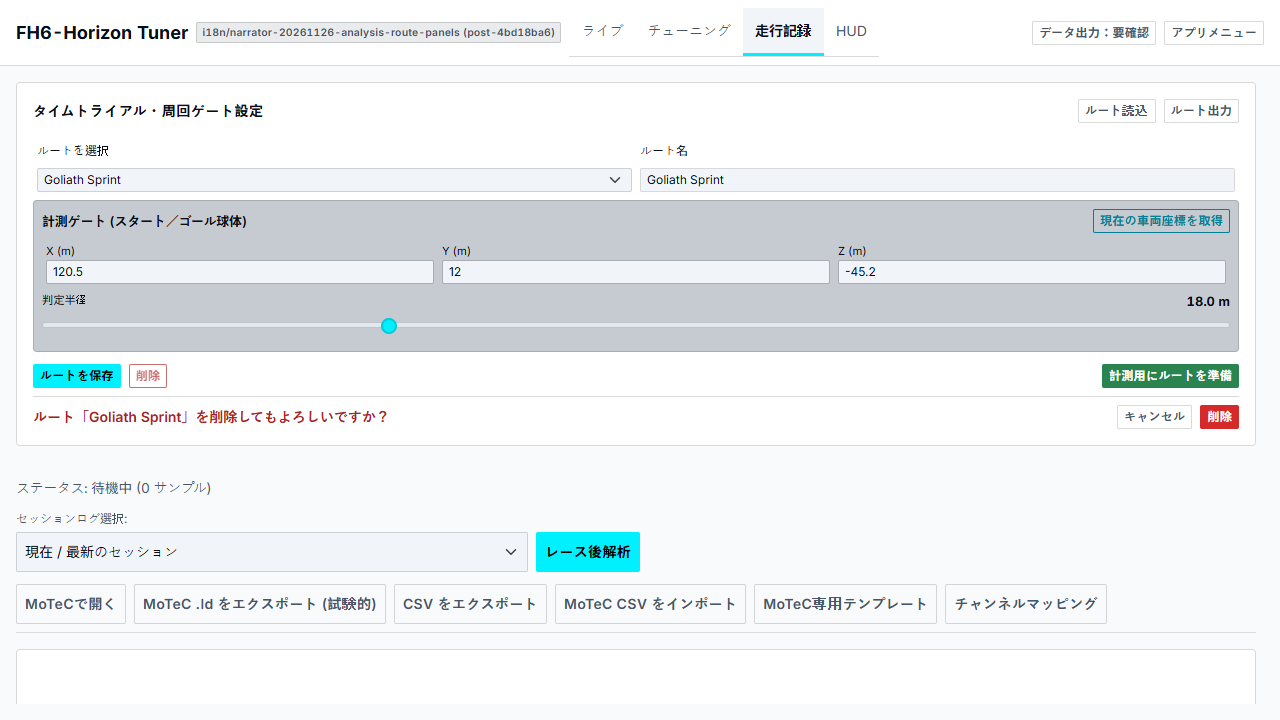 FH6-Horizon Tuner
i18n/narrator-20261126-analysis-route-panels (post-4bd18ba6)
ライブ
チューニング
走行記録
HUD
データ出力：要確認
アプリメニュー
タイムトライアル・周回ゲート設定
ルート読込
ルート出力
ルートを選択
ルート名
Goliath Sprint
Goliath Sprint
計測ゲート (スタート／ゴール球体)
現在の車両座標を取得
X (m)
Y (m)
Z (m)
120.5
12
-45.2
判定半径
18.0 m
ルートを保存
削除
計測用にルートを準備
ルート「Goliath Sprint」を削除してもよろしいですか？
キャンセル
削除
ステータス: 待機中 (0 サンプル)
セッションログ選択:
現在 / 最新のセッション
レース後解析
MoTeCで開く
MoTeC .ld をエクスポート (試験的)
CSV をエクスポート
MoTeC CSV をインポート
MoTeC専用テンプレート
チャンネルマッピング